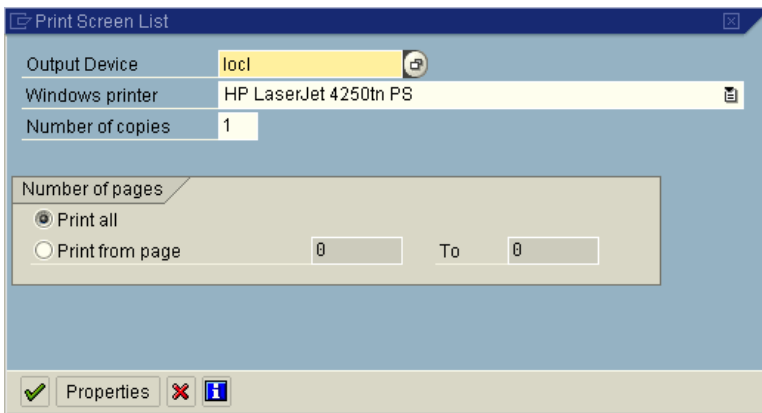 Print Screen List
Output Device locl
Windows printer HP LaserJet 4250tn PS
Number of copies 1
Number of pages
Print all
Print from page 0 To 0
Properties